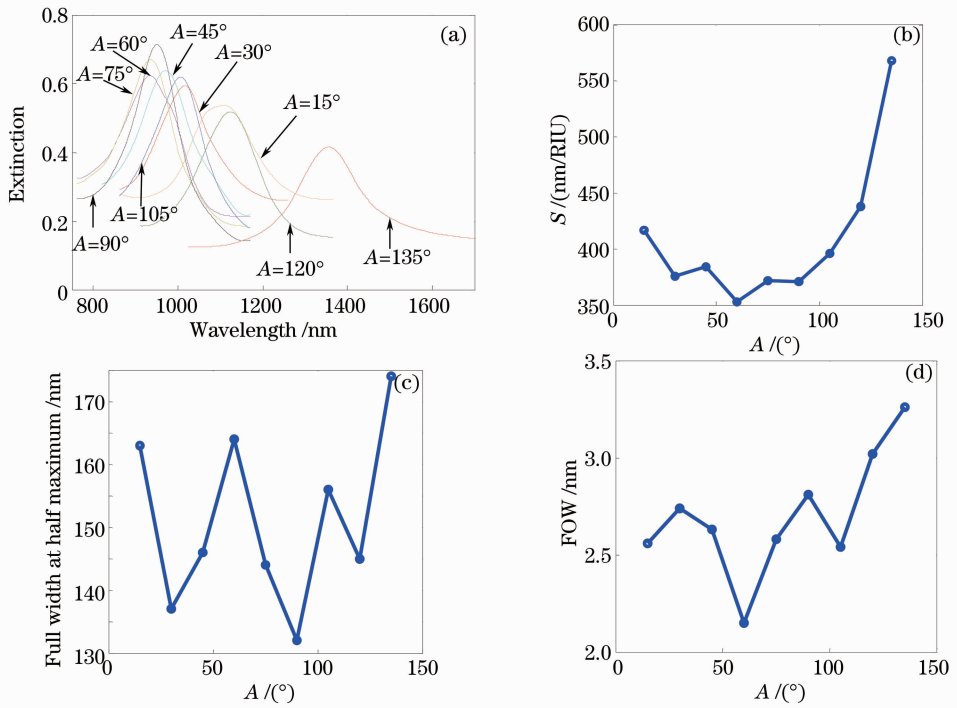 (a)
0.8
0.6
0.4
0.2
0
Extinction
A=60°
A=45°
A=75°
A=30°
A=15°
A=105°
A=90°
A=120°
A=135°
800 1000 1200 1400 1600
Wavelength /nm
(b)
600
550
500
450
400
350
S /(nm/RIU)
0 50 100 150
A /(°)
(c)
170
160
150
140
130
Full width at half maximum /nm
0 50 100 150
A /(°)
(d)
3.5
3.0
2.5
2.0
FOW /nm
0 50 100 150
A /(°)